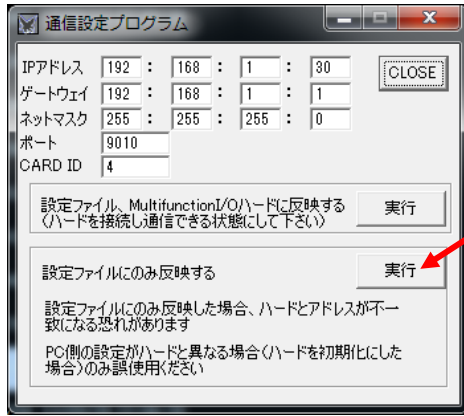 通信設定プログラム
IPアドレス 192 : 168 : 1 : 30 CLOSE
ゲートウェイ 192 : 168 : 1 : 1
ネットマスク 255 : 255 : 255 : 0
ポート 9010
CARD ID 4
設定ファイル、MultifunctionI/Oハードに反映する 実行
(ハードを接続し通信できる状態にして下さい)
設定ファイルにのみ反映する 実行
設定ファイルにのみ反映した場合、ハードとアドレスが不一
致になる恐れがあります
PC側の設定がハードと異なる場合(ハードを初期化にした
場合)のみ誤使用ください